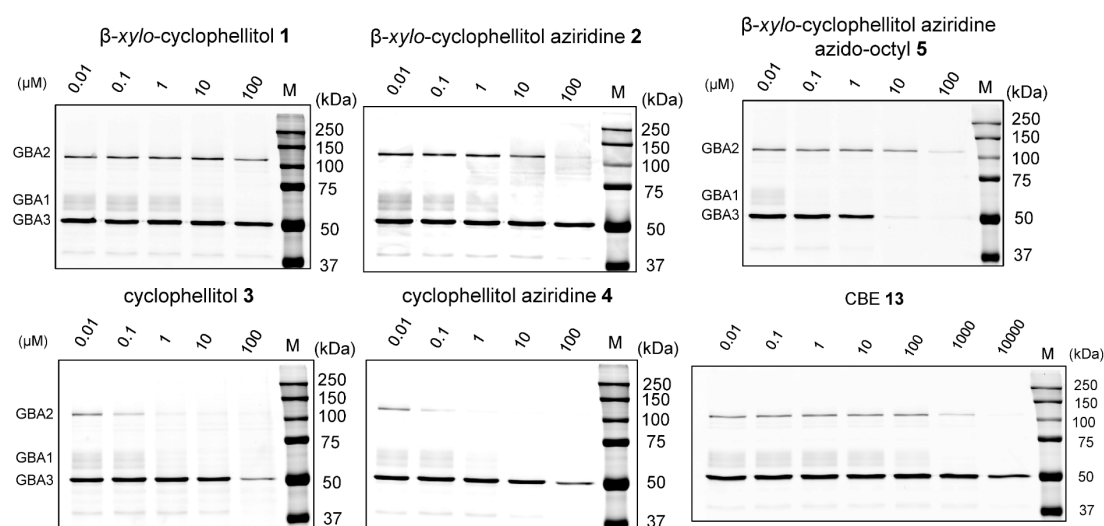 β-xylo-cyclophellitol 1
(μM) 0.01 0.1 1 10 100 M (kDa)
GBA2
GBA1
GBA3
250
150
100
75
50
37
β-xylo-cyclophellitol aziridine 2
0.01 0.1 1 10 100 M (kDa)
250
150
100
75
50
37
β-xylo-cyclophellitol aziridine
azido-octyl 5
(μM) 0.01 0.1 1 10 100 M (kDa)
GBA2
GBA1
GBA3
250
150
100
75
50
37
cyclophellitol 3
(μM) 0.01 0.1 1 10 100 M (kDa)
GBA2
GBA1
GBA3
250
150
100
75
50
37
cyclophellitol aziridine 4
0.01 0.1 1 10 100 M (kDa)
250
150
100
75
50
37
CBE 13
(μM) 0.01 0.1 1 10 100 1000 10000 M (kDa)
250
150
100
75
50
37